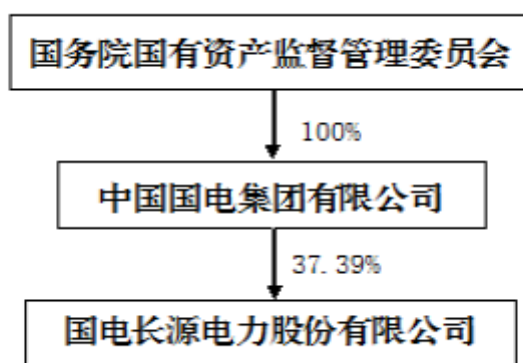 国务院国有资产监督管理委员会
100%
中国国电集团有限公司
37.39%
国电长源电力股份有限公司